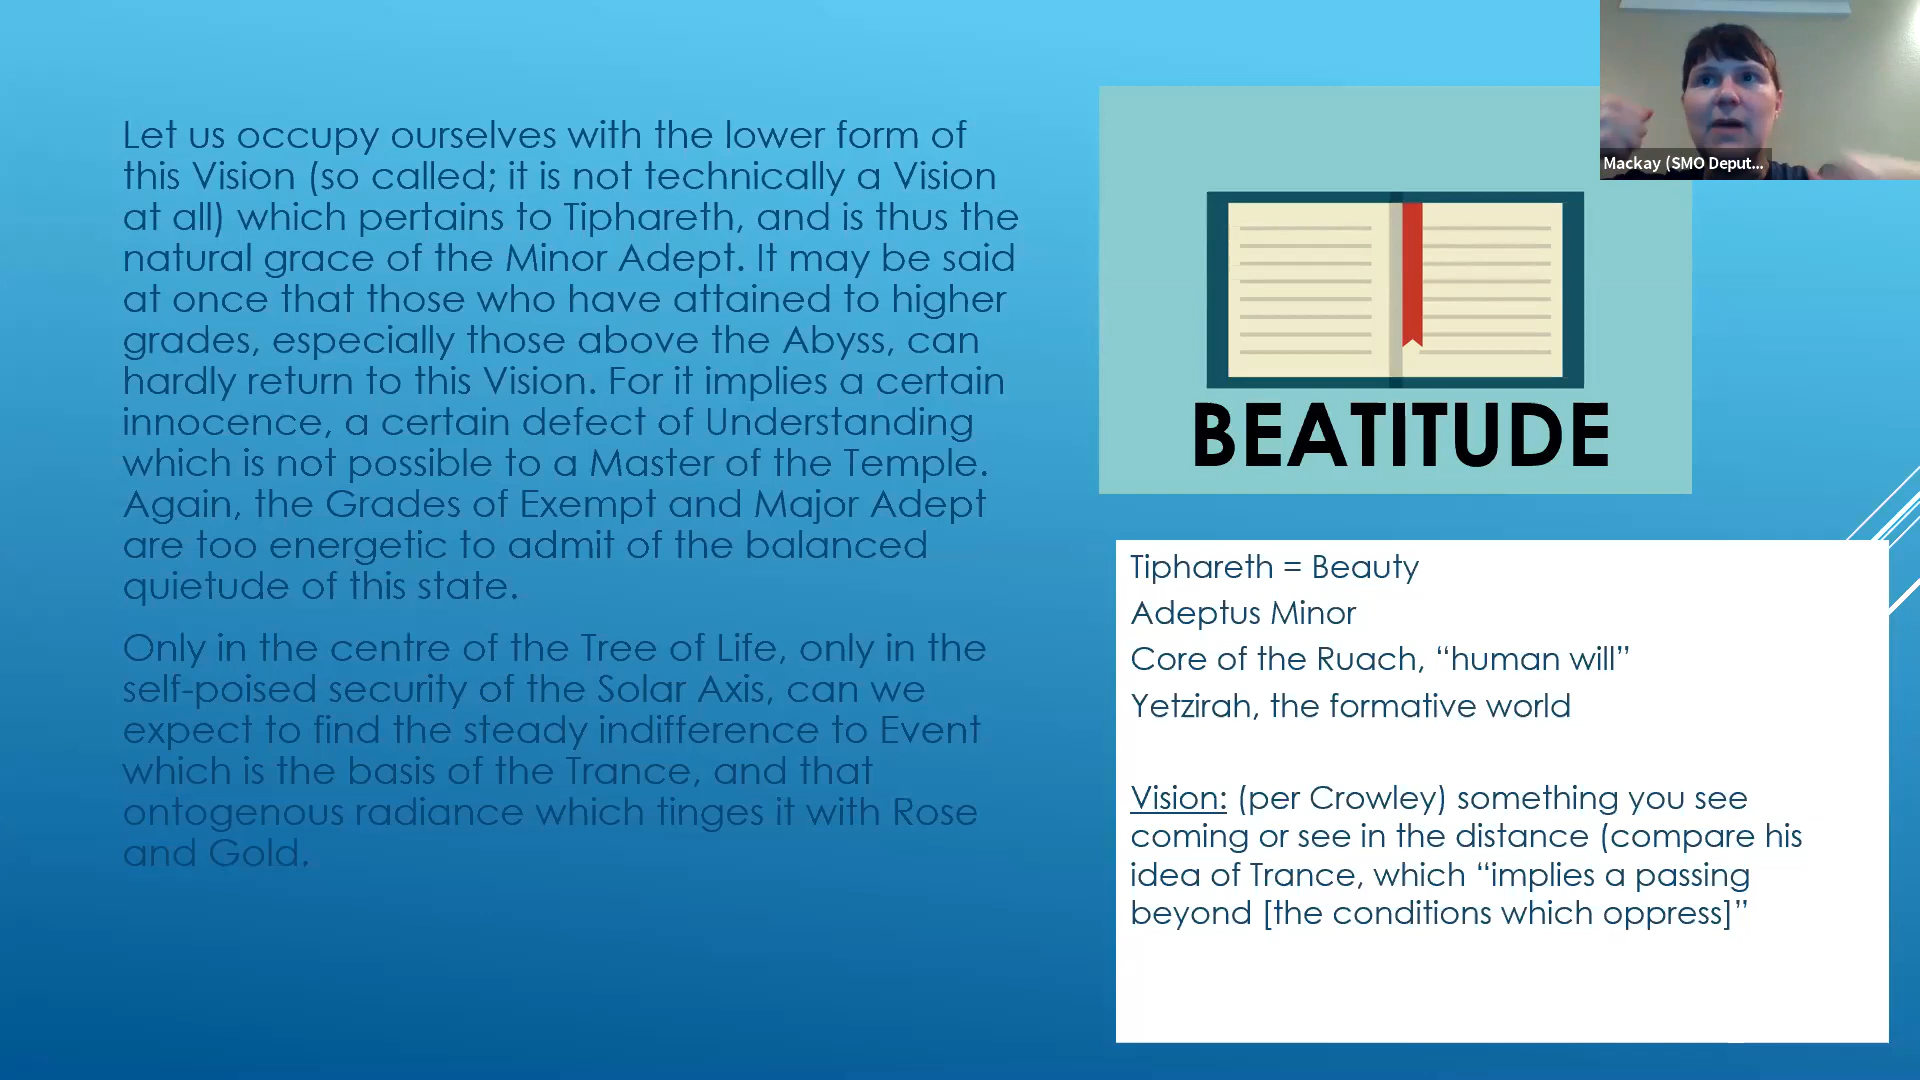 Let us occupy ourselves with the lower form of
this Vision (so called; it is not technically a Vision
at all) which pertains to Tiphareth, and is thus the
natural grace of the Minor Adept. It may be said
at once that those who have attained to higher
grades, especially those above the Abyss, can
hardly return to this Vision. For it implies a certain
innocence, a certain defect of Understanding
which is not possible to a Master of the Temple.
Again, the Grades of Exempt and Major Adept
are too energetic to admit of the balanced
quietude of this state.
Only in the centre of the Tree of Life, only in the
self-poised security of the Solar Axis, can we
expect to find the steady indifference to Event
which is the basis of the Trance, and that
ontogenous radiance which tinges it with Rose
and Gold.
BEATITUDE
Tiphareth = Beauty
Adeptus Minor
Core of the Ruach, “human will”
Yetzirah, the formative world
Vision: (per Crowley) something you see
coming or see in the distance (compare his
idea of Trance, which “implies a passing
beyond [the conditions which oppress]”
Mackay (SMO Deput...